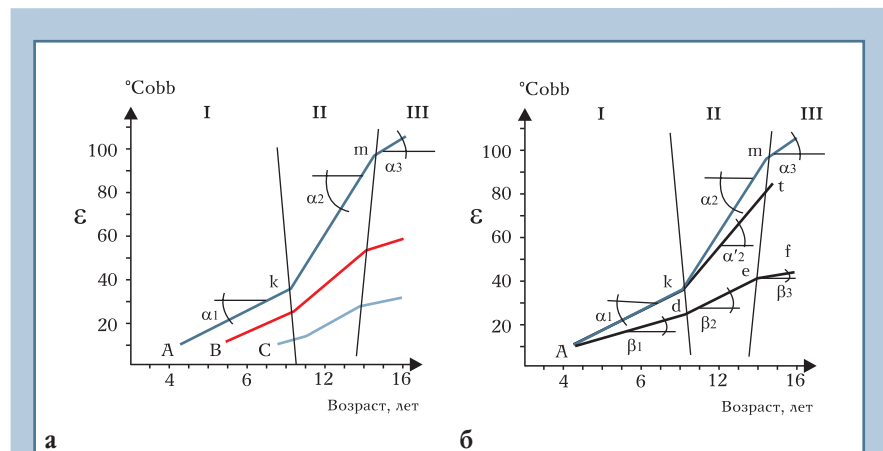 °Cobb
I II III
100
80
60
40
20
ε
A
B
C
k
m
α1
α2
α3
4 6 12 16
Возраст, лет
а
°Cobb
I II III
100
80
60
40
20
ε
A
k
d
m
t
e
f
α1
α2
α'2
α3
β1
β2
β3
4 6 12 16
Возраст, лет
б